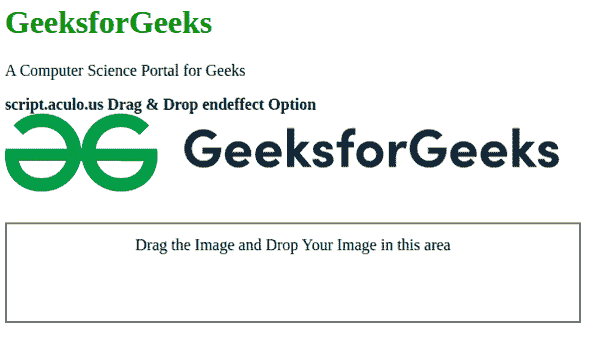 GeeksforGeeks
A Computer Science Portal for Geeks
script.aculo.us Drag & Drop endeffect Option
GeeksforGeeks
Drag the Image and Drop Your Image in this area